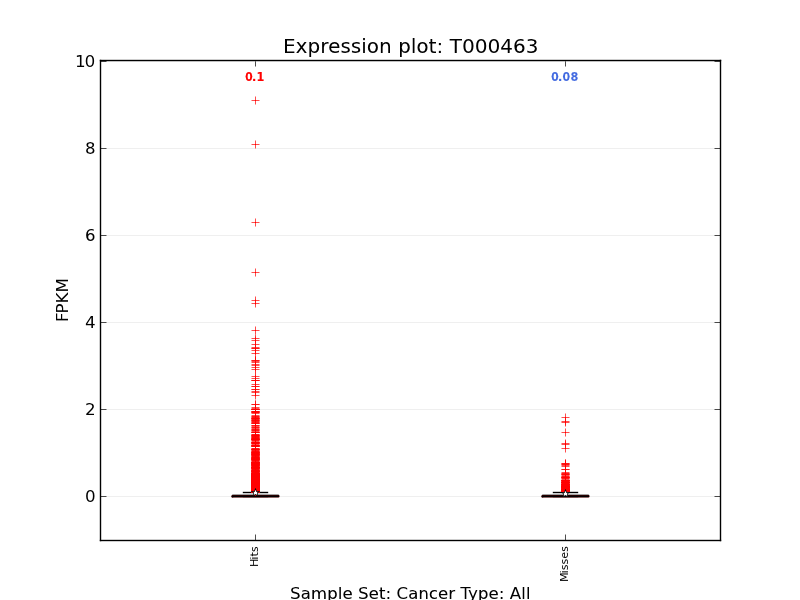 Expression plot: T000463
10
0.1
0.08
8
6
FPKM
4
2
0
Hits
Misses
Sample Set: Cancer Type: All